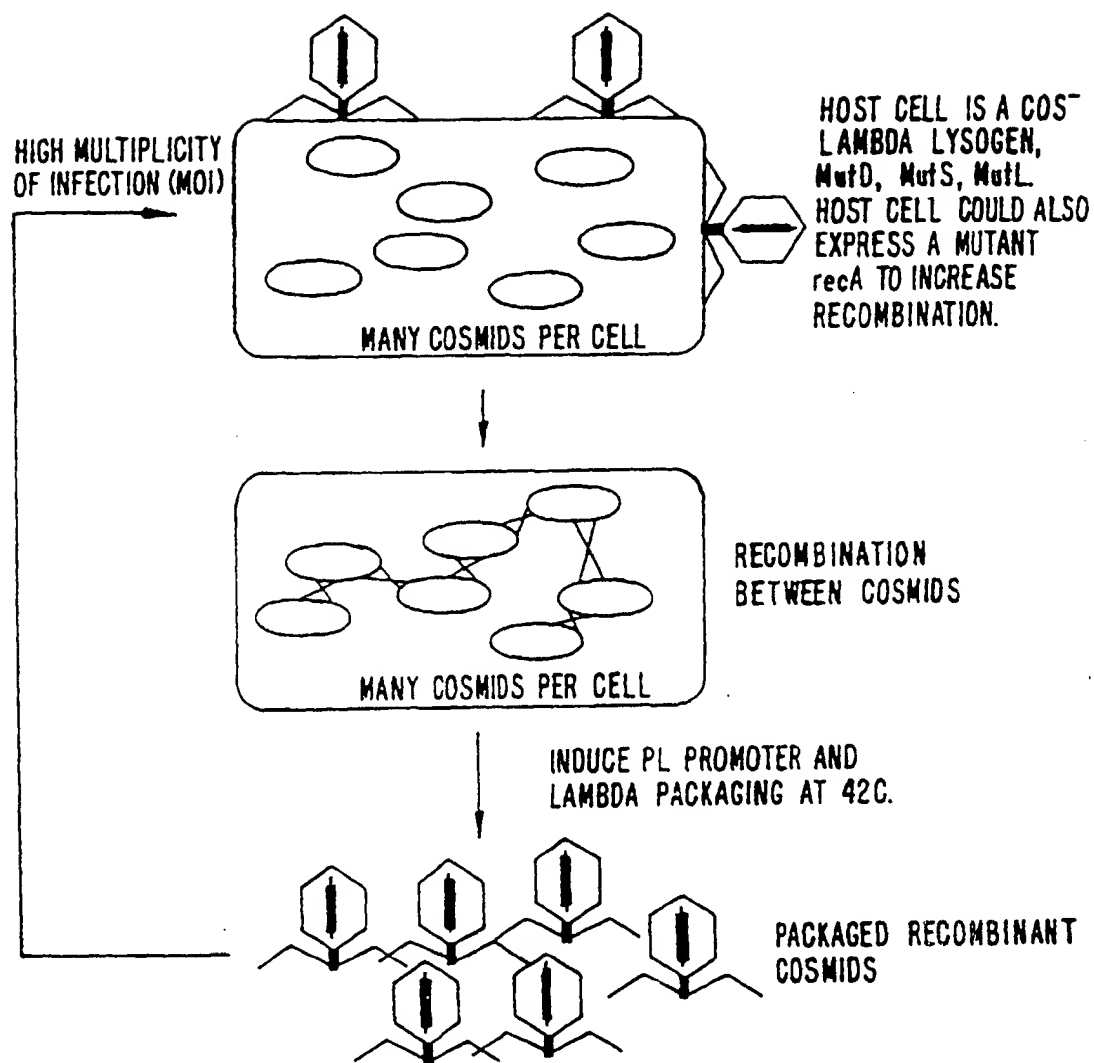 HIGH MULTIPLICITY
OF INFECTION (MOI)
HOST CELL IS A COS⁻
LAMBDA LYSOGEN,
MutD, MutS, MutL.
HOST CELL COULD ALSO
EXPRESS A MUTANT
recA TO INCREASE
RECOMBINATION.
MANY COSMIDS PER CELL
RECOMBINATION
BETWEEN COSMIDS
MANY COSMIDS PER CELL
INDUCE PL PROMOTER AND
LAMBDA PACKAGING AT 42C.
PACKAGED RECOMBINANT
COSMIDS